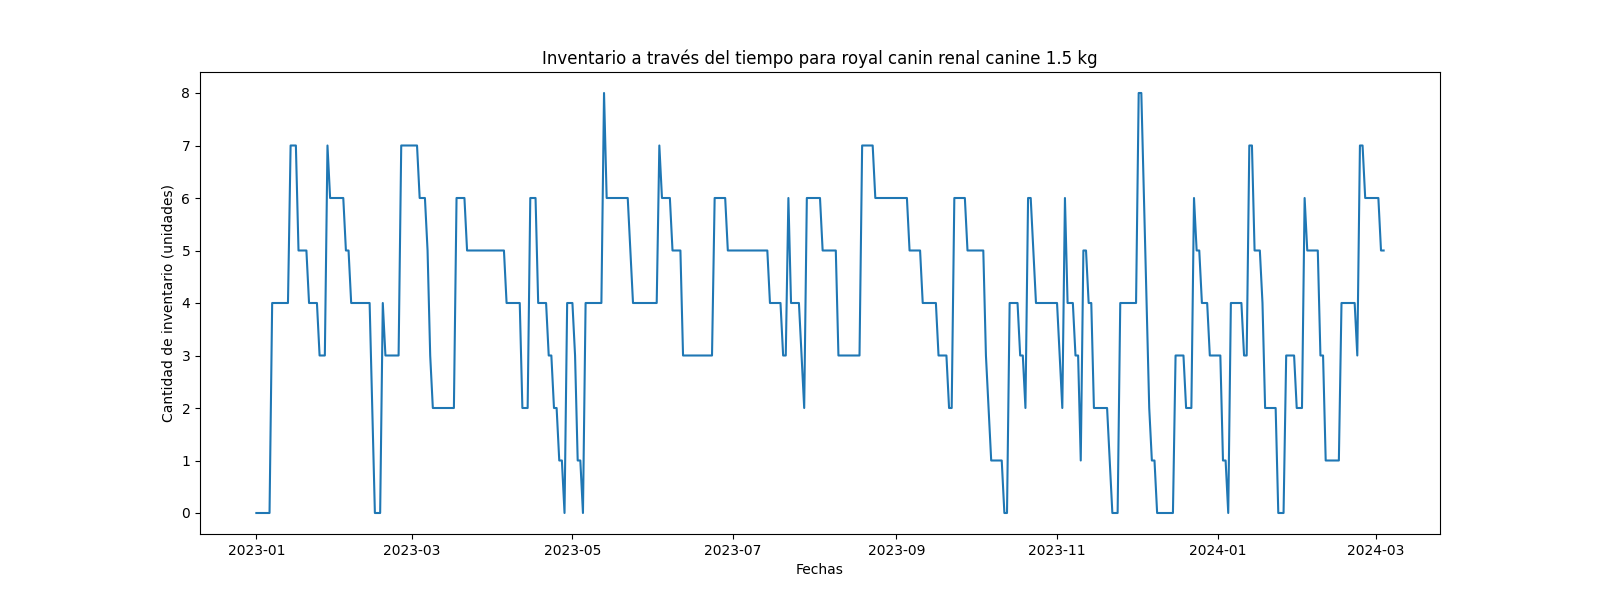 Inventario a través del tiempo para royal canin renal canine 1.5 kg
Cantidad de inventario (unidades)
8
7
6
5
4
3
2
1
0
2023-01 2023-03 2023-05 2023-07 2023-09 2023-11 2024-01 2024-03
Fechas